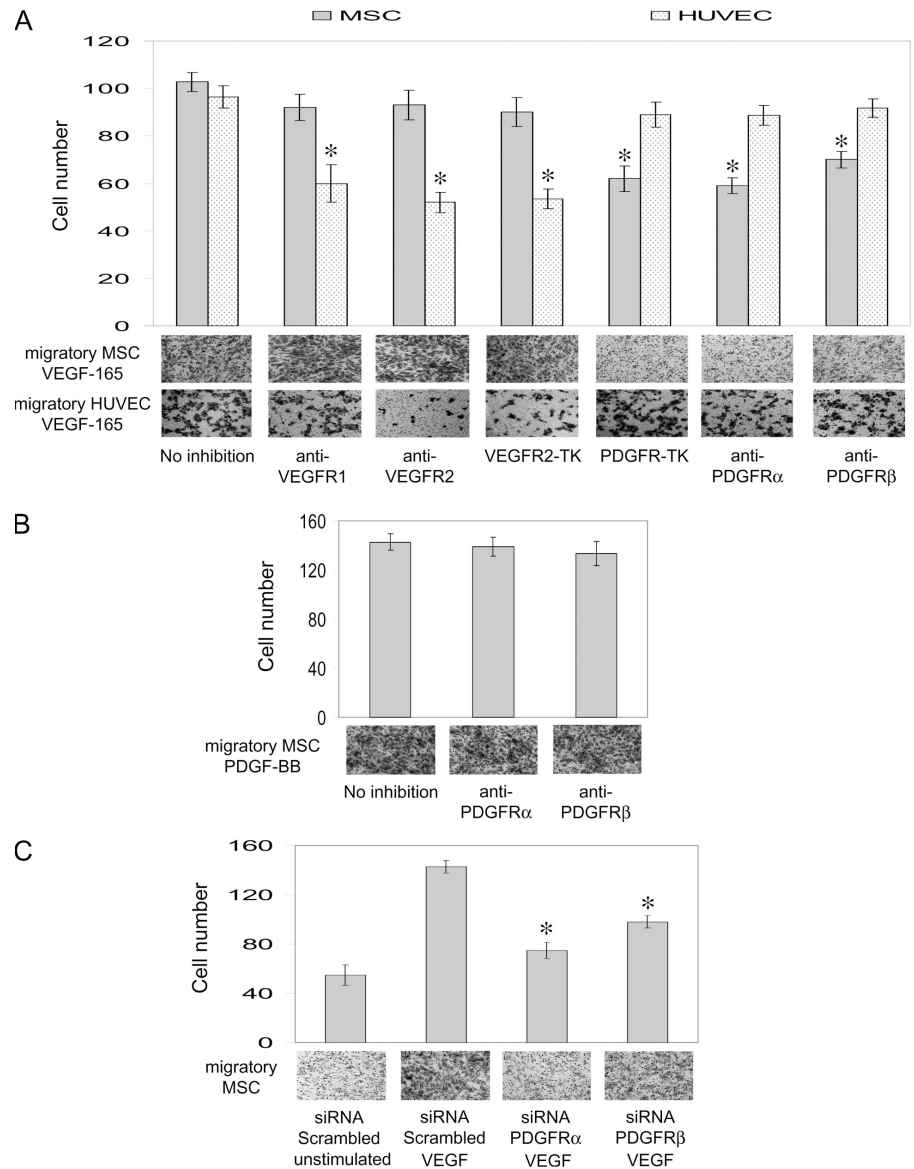 A
MSC HUVEC
120
100
80
60
40
20
0
Cell number
* * * * * *
migratory MSC
VEGF-165
migratory HUVEC
VEGF-165
No inhibition anti- anti- VEGFR2-TK PDGFR-TK anti- anti-
VEGFR1 VEGFR2 PDGFRα PDGFRβ
B
160
120
80
40
0
Cell number
migratory MSC
PDGF-BB
No inhibition anti- anti-
PDGFRα PDGFRβ
C
160
120
80
40
0
Cell number
* *
migratory
MSC
siRNA siRNA siRNA siRNA
Scrambled Scrambled PDGFRα PDGFRβ
unstimulated VEGF VEGF VEGF